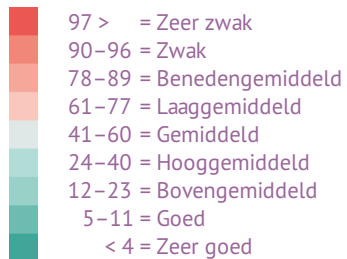 97 > = Zeer zwak
90–96 = Zwak
78–89 = Benedengemiddeld
61–77 = Laaggemiddeld
41–60 = Gemiddeld
24–40 = Hooggemiddeld
12–23 = Bovengemiddeld
5–11 = Goed
< 4 = Zeer goed